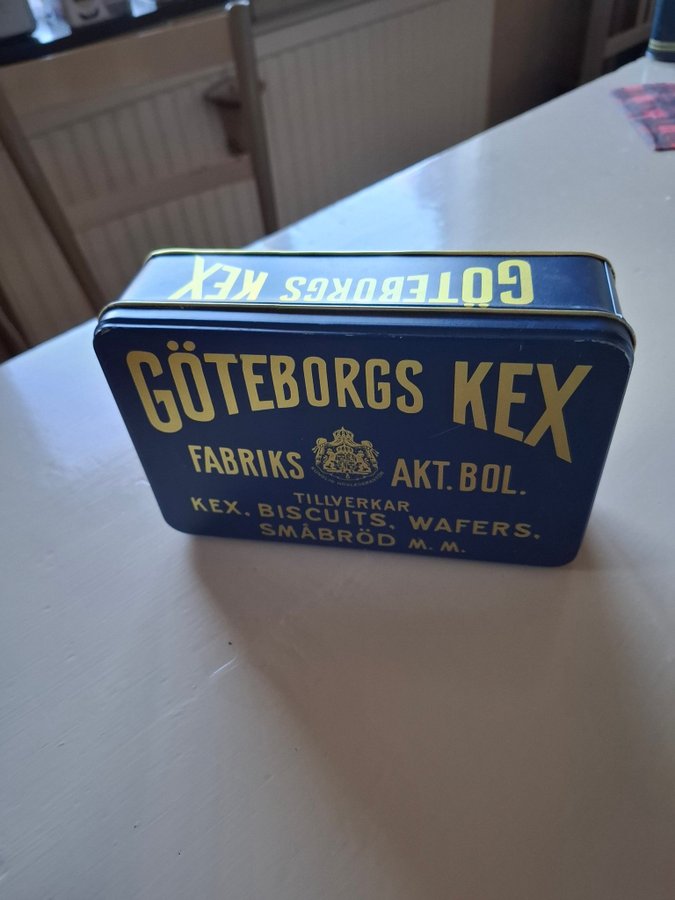 GÖTEBORGS KEX
GÖTEBORGS KEX
FABRIKS AKT. BOL.
TILLVERKAR
KEX. BISCUITS. WAFERS.
SMÅBRÖD M. M.